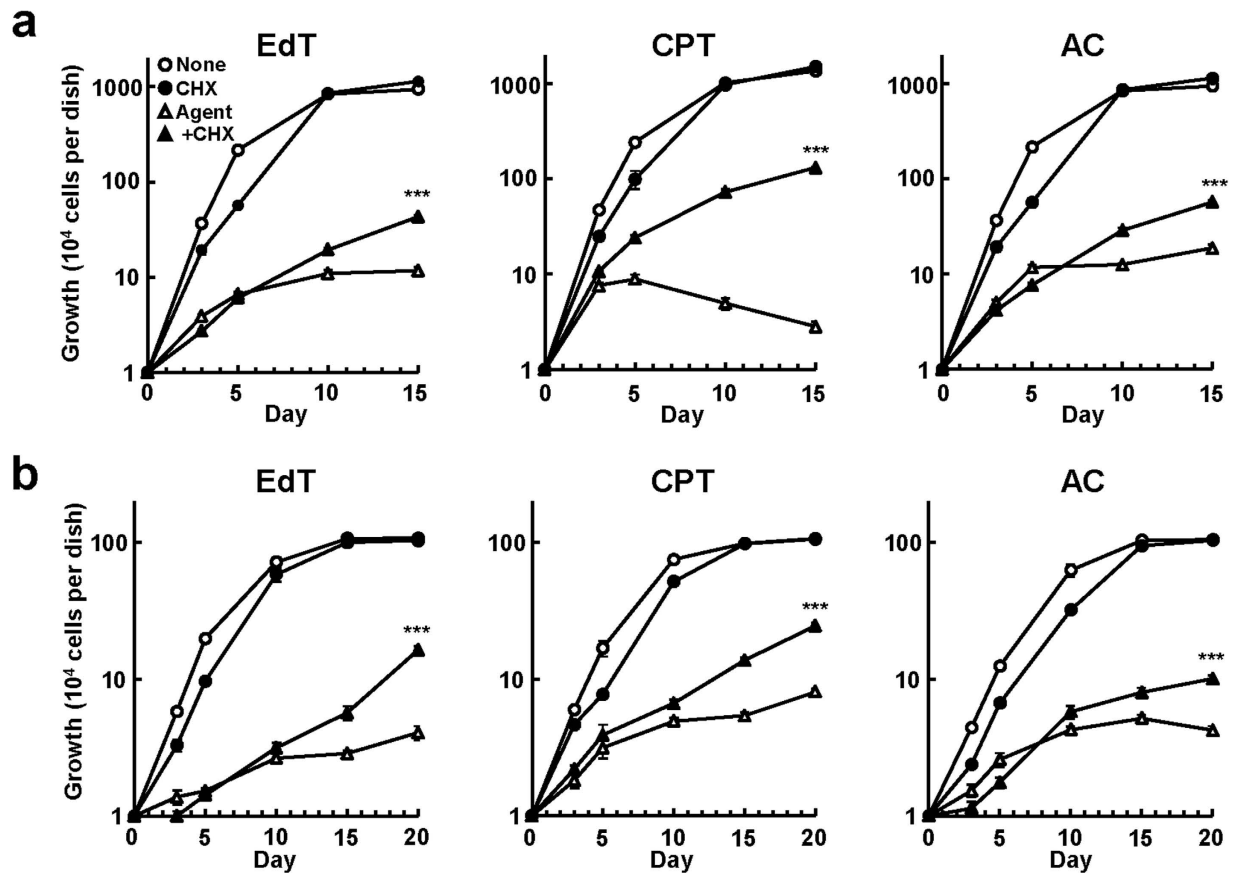 a
EdT
CPT
AC
None
CHX
Agent
+CHX
Growth (10⁴ cells per dish)
1000
100
10
1
***
0 5 10 15
Day
1000
100
10
1
***
0 5 10 15
Day
1000
100
10
1
***
0 5 10 15
Day
b
EdT
CPT
AC
Growth (10⁴ cells per dish)
100
10
1
***
0 5 10 15 20
Day
100
10
1
***
0 5 10 15 20
Day
100
10
1
***
0 5 10 15 20
Day